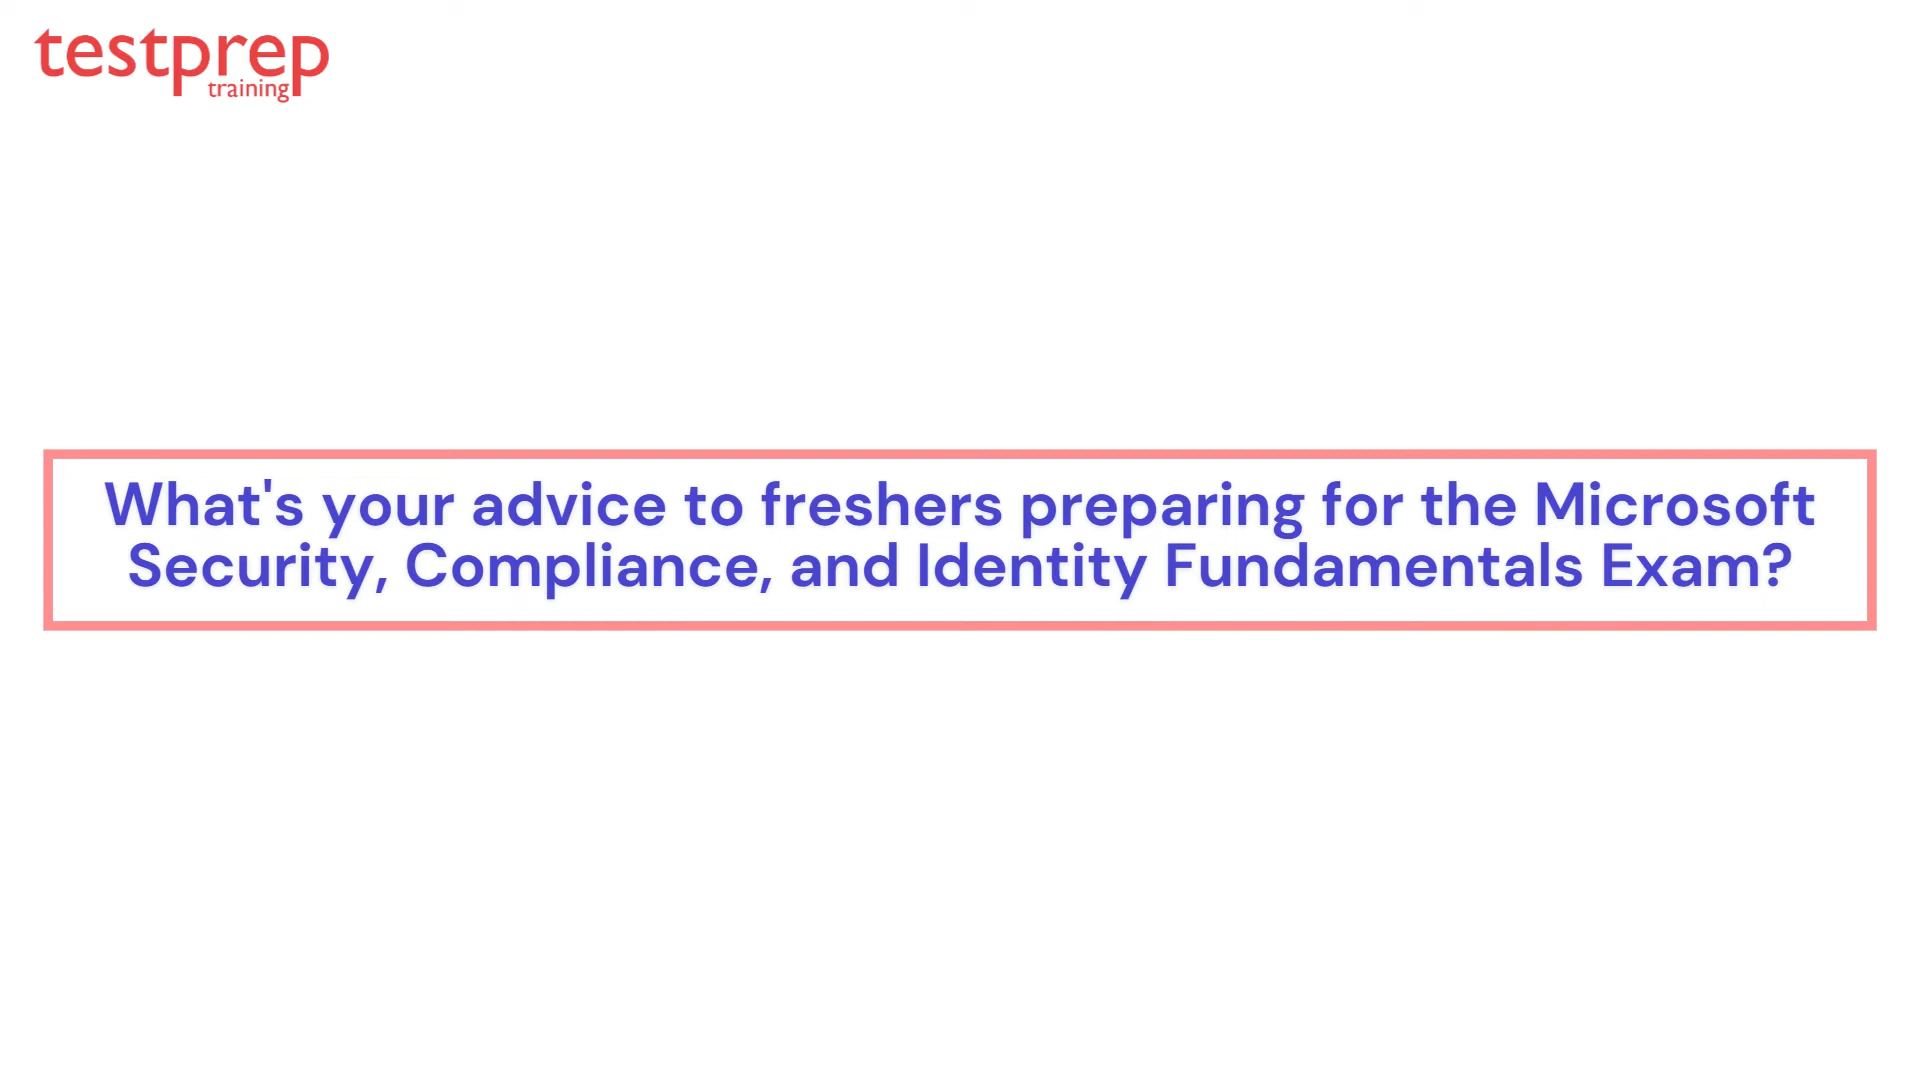 testprep
training
What's your advice to freshers preparing for the Microsoft
Security, Compliance, and Identity Fundamentals Exam?